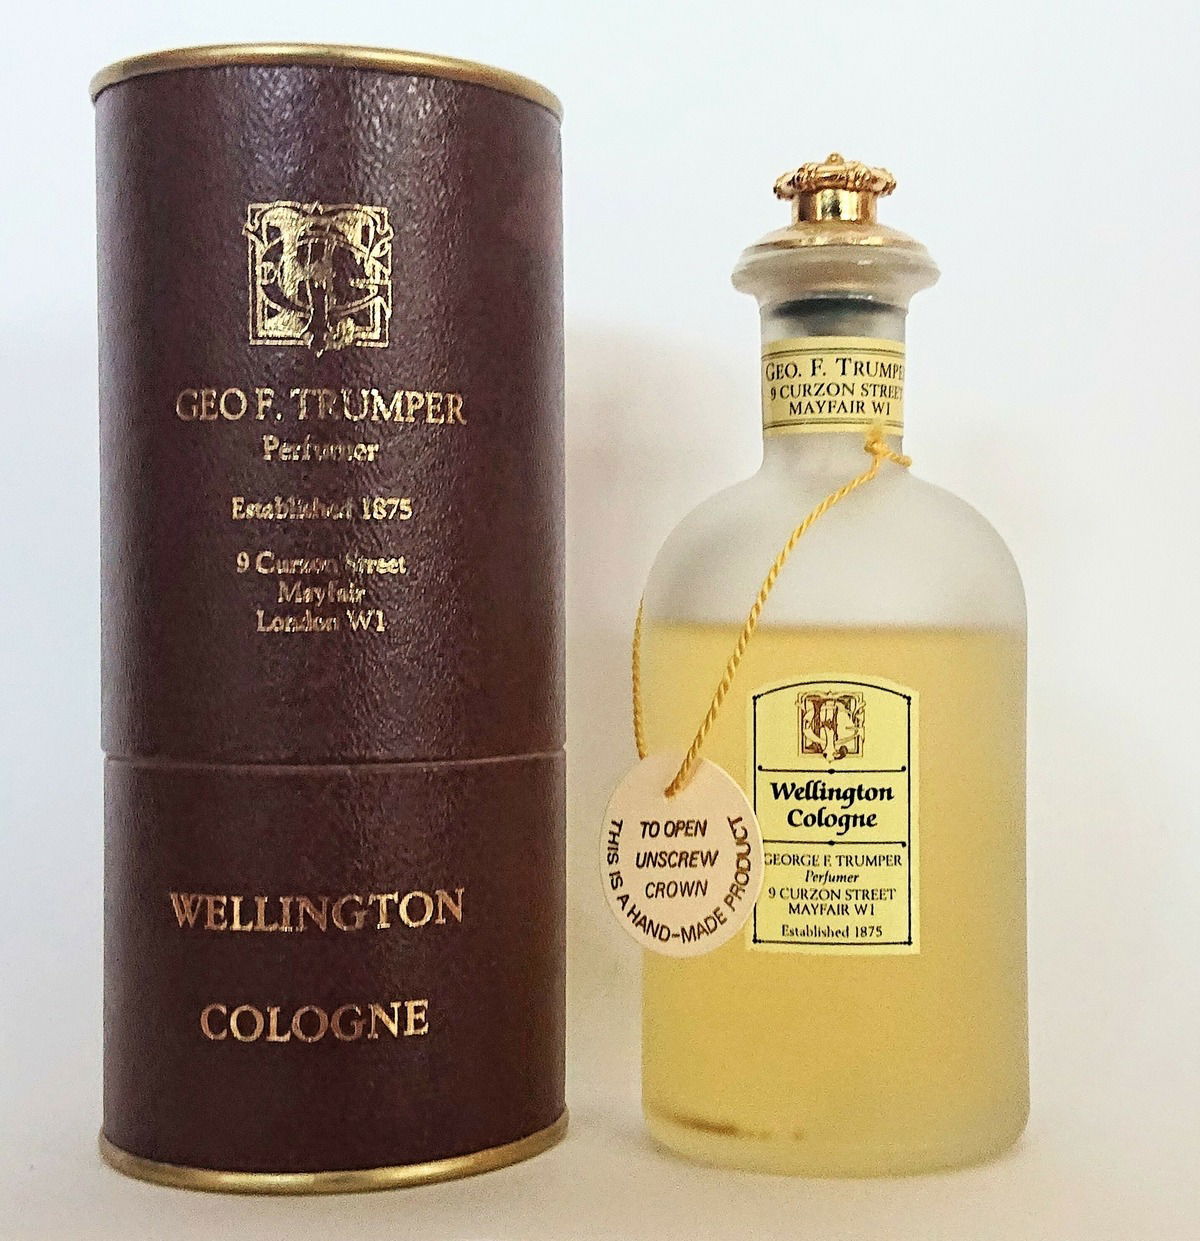 GEO F. TRUMPER
Perfumer
Established 1875
9 Curzon Street
Mayfair
London W1
WELLINGTON
COLOGNE
GEO. F. TRUMPE
9 CURZON STREET
MAYFAIR W1
TO OPEN
UNSCREW
CROWN
THIS IS A HAND-MADE PRODUCT
Wellington
Cologne
GEORGE F. TRUMPER
Perfumer
9 CURZON STREET
MAYFAIR W1
Established 1875